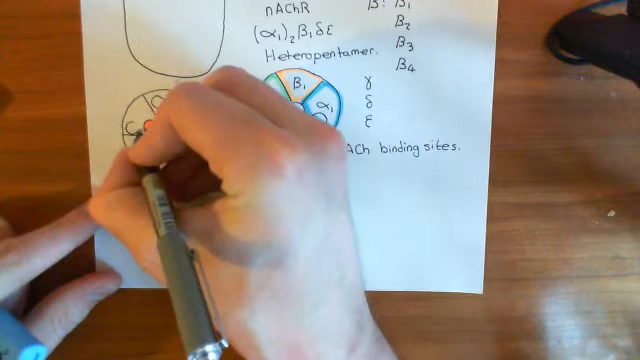 nAChR
(α₁)₂β₁δε
Heteropentamer.
β: β₁
β₂
β₃
β₄
γ
δ
ε
β₁
α₁
ACh binding sites.